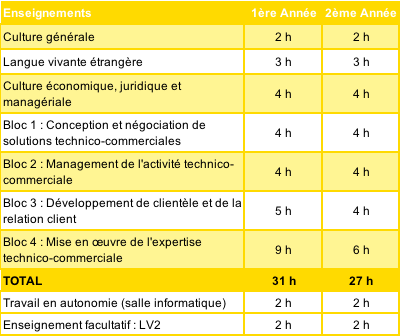 Enseignements 1ère Année 2ème Année
Culture générale 2 h 2 h
Langue vivante étrangère 3 h 3 h
Culture économique, juridique et
managériale 4 h 4 h
Bloc 1 : Conception et négociation de
solutions technico-commerciales 4 h 4 h
Bloc 2 : Management de l'activité technico-
commerciale 4 h 4 h
Bloc 3 : Développement de clientèle et de la
relation client 5 h 4 h
Bloc 4 : Mise en œuvre de l'expertise
technico-commerciale 9 h 6 h
TOTAL 31 h 27 h
Travail en autonomie (salle informatique) 2 h 2 h
Enseignement facultatif : LV2 2 h 2 h